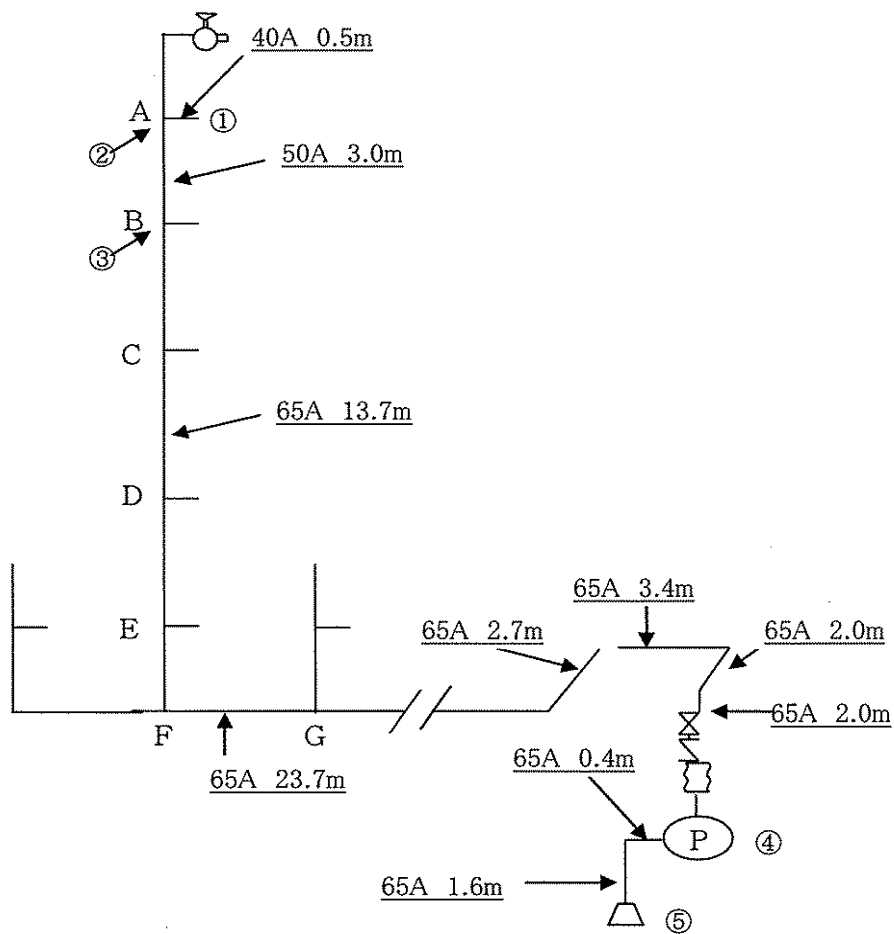 40A 0.5m
A
①
②
50A 3.0m
B
③
C
65A 13.7m
D
65A 3.4m
E
65A 2.7m
65A 2.0m
65A 2.0m
F
G
65A 23.7m
65A 0.4m
P
④
65A 1.6m
⑤